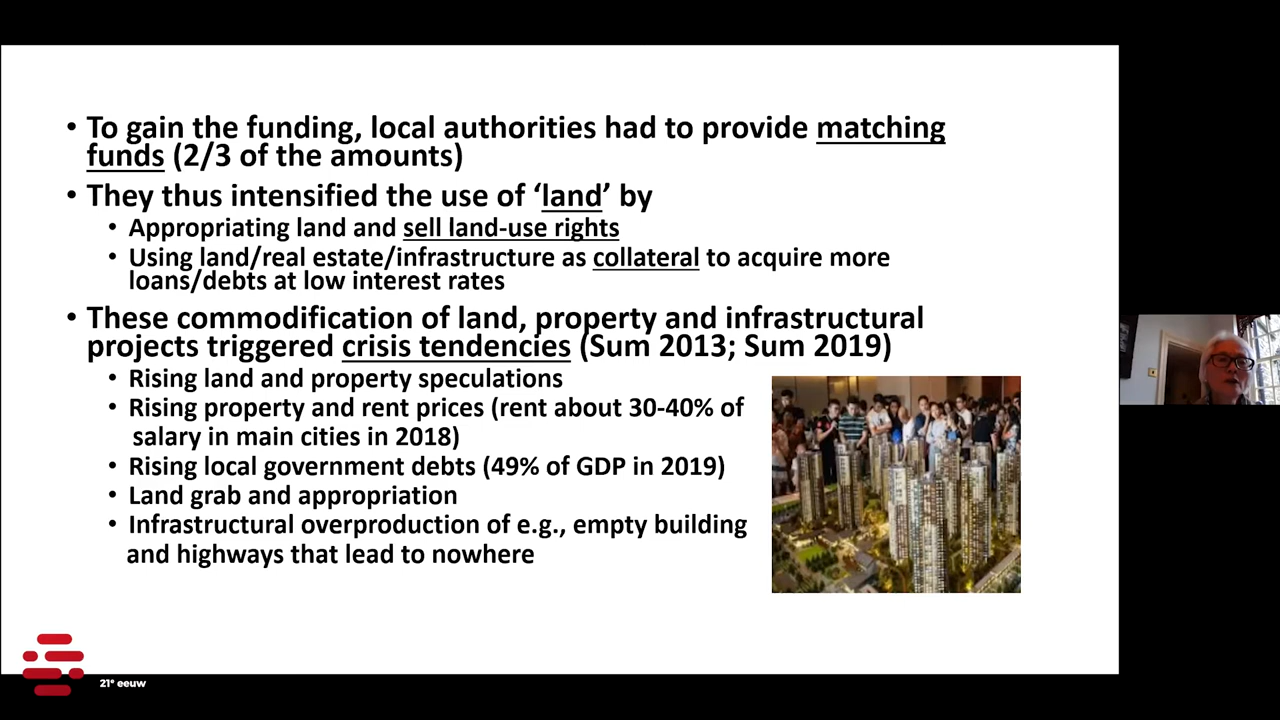 • To gain the funding, local authorities had to provide matching
funds (2/3 of the amounts)
• They thus intensified the use of ‘land’ by
• Appropriating land and sell land-use rights
• Using land/real estate/infrastructure as collateral to acquire more
loans/debts at low interest rates
• These commodification of land, property and infrastructural
projects triggered crisis tendencies (Sum 2013; Sum 2019)
• Rising land and property speculations
• Rising property and rent prices (rent about 30-40% of
salary in main cities in 2018)
• Rising local government debts (49% of GDP in 2019)
• Land grab and appropriation
• Infrastructural overproduction of e.g., empty building
and highways that lead to nowhere
21e eeuw